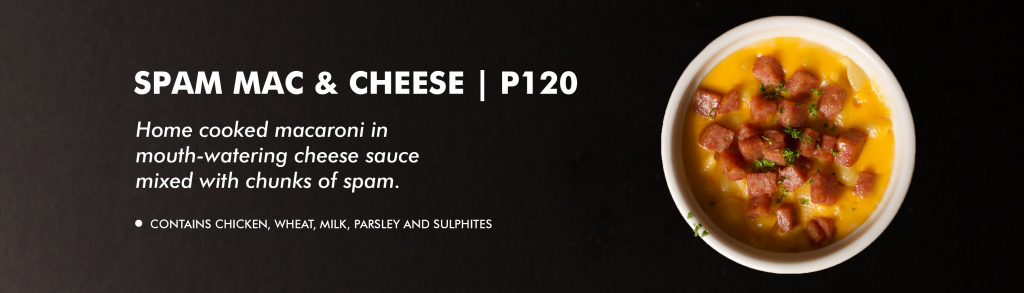 SPAM MAC & CHEESE | P120
Home cooked macaroni in
mouth-watering cheese sauce
mixed with chunks of spam.
● CONTAINS CHICKEN, WHEAT, MILK, PARSLEY AND SULPHITES